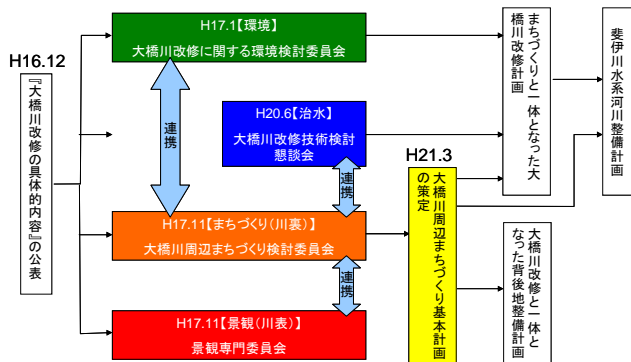 H16.12
『大橋川改修の具体的内容』の公表
H17.1【環境】
大橋川改修に関する環境検討委員会
連携
H20.6【治水】
大橋川改修技術検討
懇談会
連携
H17.11【まちづくり（川裏）】
大橋川周辺まちづくり検討委員会
連携
H17.11【景観（川表）】
景観専門委員会
H21.3
大橋川周辺まちづくり基本計画
の策定
まちづくりと一体となった大
橋川改修計画
大橋川改修と一体と
なった背後地整備計画
斐伊川水系河川整備計画